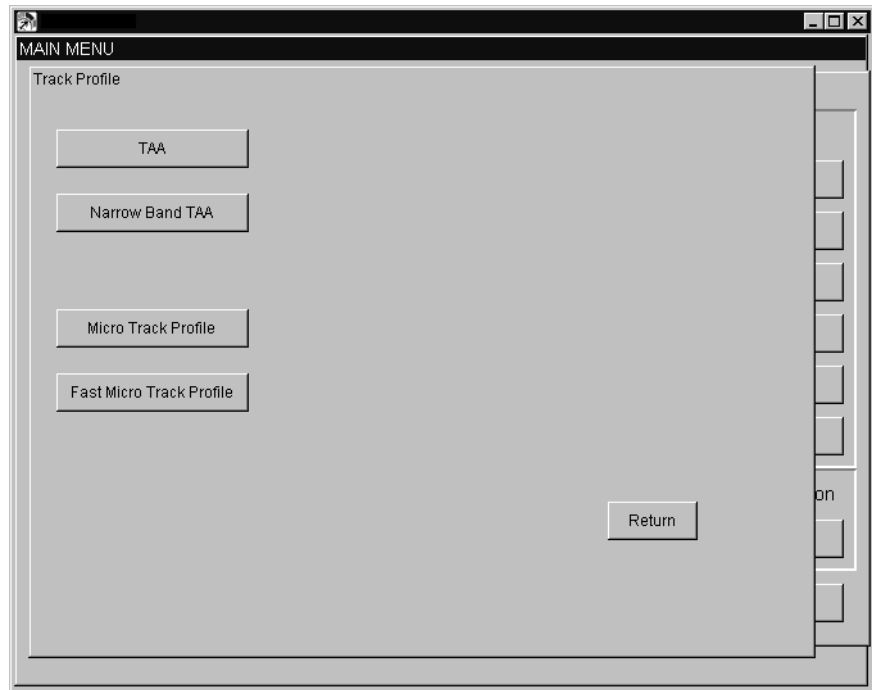 MAIN MENU
Track Profile
TAA
Narrow Band TAA
Micro Track Profile
Fast Micro Track Profile
on
Return